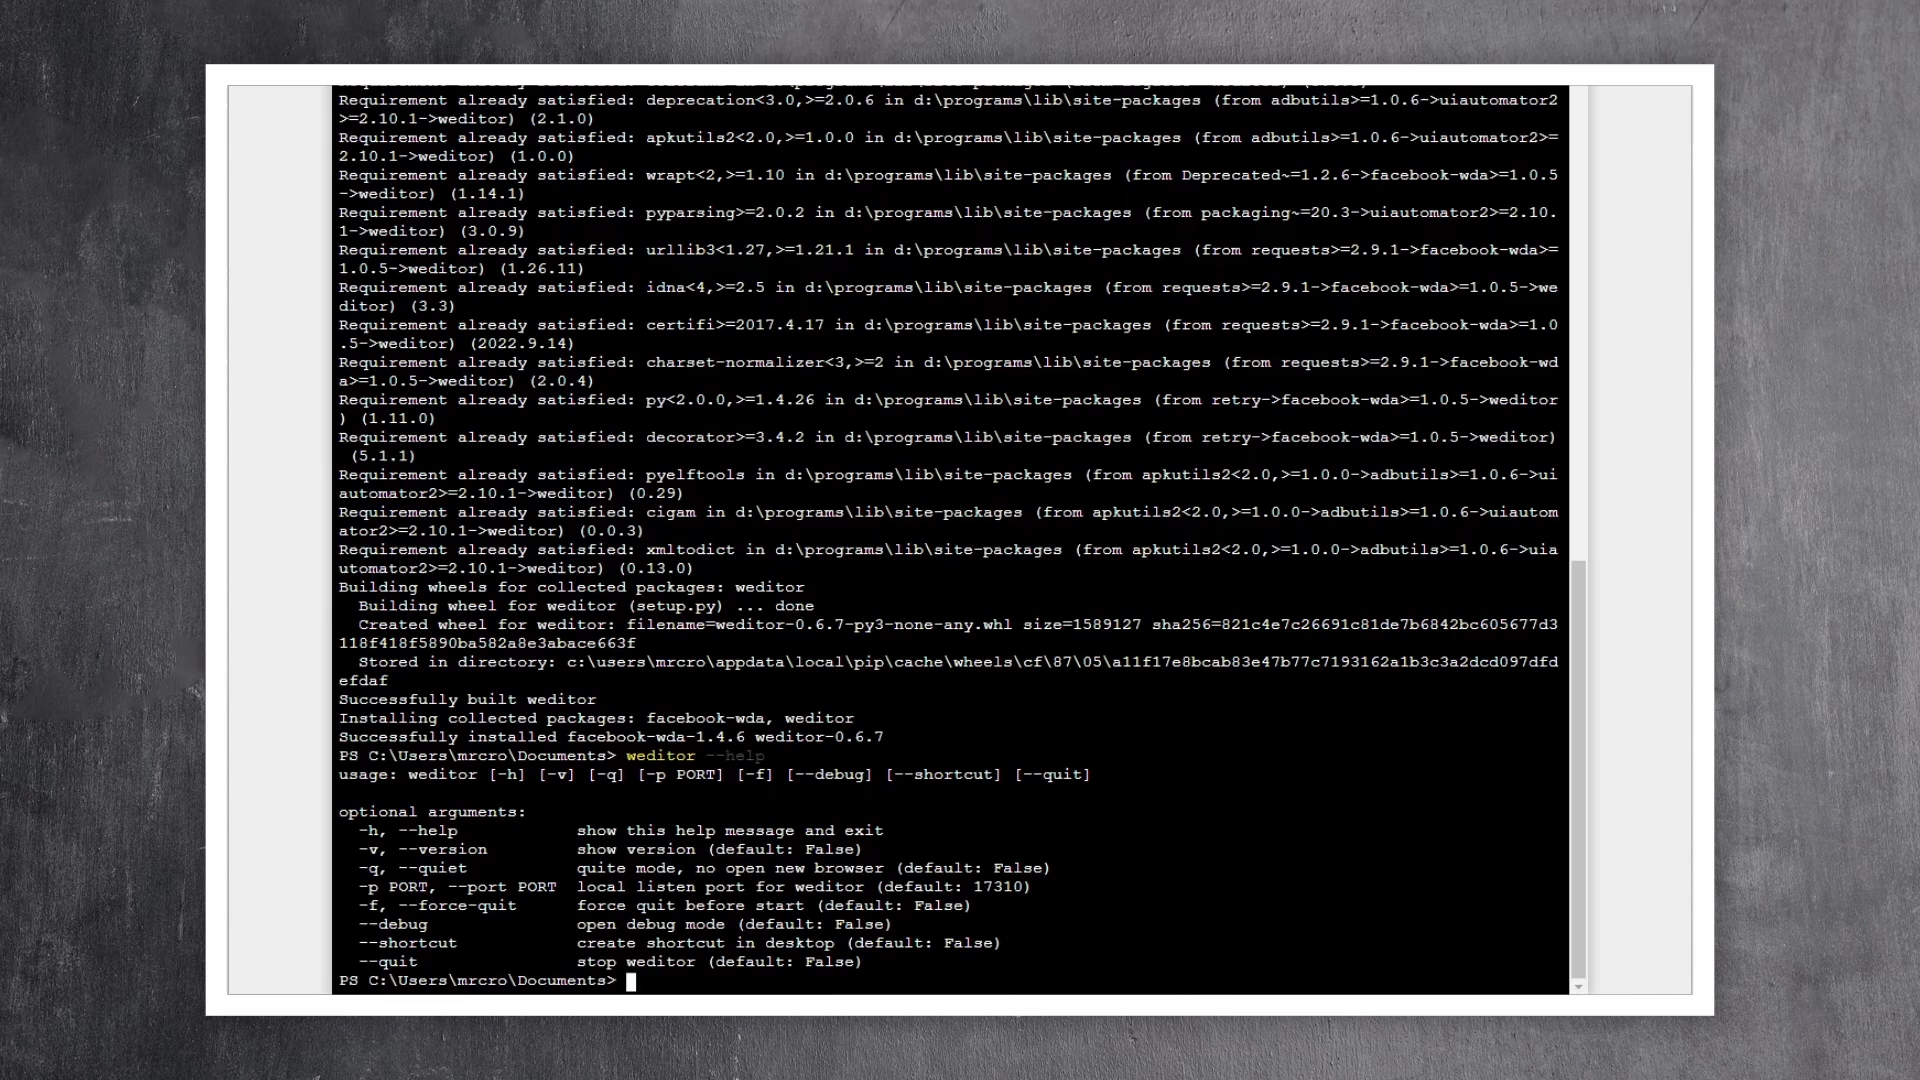 Requirement already satisfied: deprecation<3.0,>=2.0.6 in d:\programs\lib\site-packages (from adbutils>=1.0.6->uiautomator2
>=2.10.1->weditor) (2.1.0)
Requirement already satisfied: apkutils2<2.0,>=1.0.0 in d:\programs\lib\site-packages (from adbutils>=1.0.6->uiautomator2>=
2.10.1->weditor) (1.0.0)
Requirement already satisfied: wrapt<2,>=1.10 in d:\programs\lib\site-packages (from Deprecated~=1.2.6->facebook-wda>=1.0.5
->weditor) (1.14.1)
Requirement already satisfied: pyparsing>=2.0.2 in d:\programs\lib\site-packages (from packaging~=20.3->uiautomator2>=2.10.
1->weditor) (3.0.9)
Requirement already satisfied: urllib3<1.27,>=1.21.1 in d:\programs\lib\site-packages (from requests>=2.9.1->facebook-wda>=
1.0.5->weditor) (1.26.11)
Requirement already satisfied: idna<4,>=2.5 in d:\programs\lib\site-packages (from requests>=2.9.1->facebook-wda>=1.0.5->we
ditor) (3.3)
Requirement already satisfied: certifi>=2017.4.17 in d:\programs\lib\site-packages (from requests>=2.9.1->facebook-wda>=1.0
.5->weditor) (2022.9.14)
Requirement already satisfied: charset-normalizer<3,>=2 in d:\programs\lib\site-packages (from requests>=2.9.1->facebook-wd
a>=1.0.5->weditor) (2.0.4)
Requirement already satisfied: py<2.0.0,>=1.4.26 in d:\programs\lib\site-packages (from retry->facebook-wda>=1.0.5->weditor
) (1.11.0)
Requirement already satisfied: decorator>=3.4.2 in d:\programs\lib\site-packages (from retry->facebook-wda>=1.0.5->weditor)
(5.1.1)
Requirement already satisfied: pyelftools in d:\programs\lib\site-packages (from apkutils2<2.0,>=1.0.0->adbutils>=1.0.6->ui
automator2>=2.10.1->weditor) (0.29)
Requirement already satisfied: cigam in d:\programs\lib\site-packages (from apkutils2<2.0,>=1.0.0->adbutils>=1.0.6->uiautom
ator2>=2.10.1->weditor) (0.0.3)
Requirement already satisfied: xmltodict in d:\programs\lib\site-packages (from apkutils2<2.0,>=1.0.0->adbutils>=1.0.6->uia
utomator2>=2.10.1->weditor) (0.13.0)
Building wheels for collected packages: weditor
Building wheel for weditor (setup.py) ... done
Created wheel for weditor: filename=weditor-0.6.7-py3-none-any.whl size=1589127 sha256=821c4e7c26691c81de7b6842bc605677d3
118f418f5890ba582a8e3abace663f
Stored in directory: c:\users\mrcro\appdata\local\pip\cache\wheels\cf\87\05\a11f17e8bcab83e47b77c7193162a1b3c3a2dcd097dfd
efdaf
Successfully built weditor
Installing collected packages: facebook-wda, weditor
Successfully installed facebook-wda-1.4.6 weditor-0.6.7
PS C:\Users\mrcro\Documents> weditor --help
usage: weditor [-h] [-v] [-q] [-p PORT] [-f] [--debug] [--shortcut] [--quit]
optional arguments:
-h, --help show this help message and exit
-v, --version show version (default: False)
-q, --quiet quite mode, no open new browser (default: False)
-p PORT, --port PORT local listen port for weditor (default: 17310)
-f, --force-quit force quit before start (default: False)
--debug open debug mode (default: False)
--shortcut create shortcut in desktop (default: False)
--quit stop weditor (default: False)
PS C:\Users\mrcro\Documents>